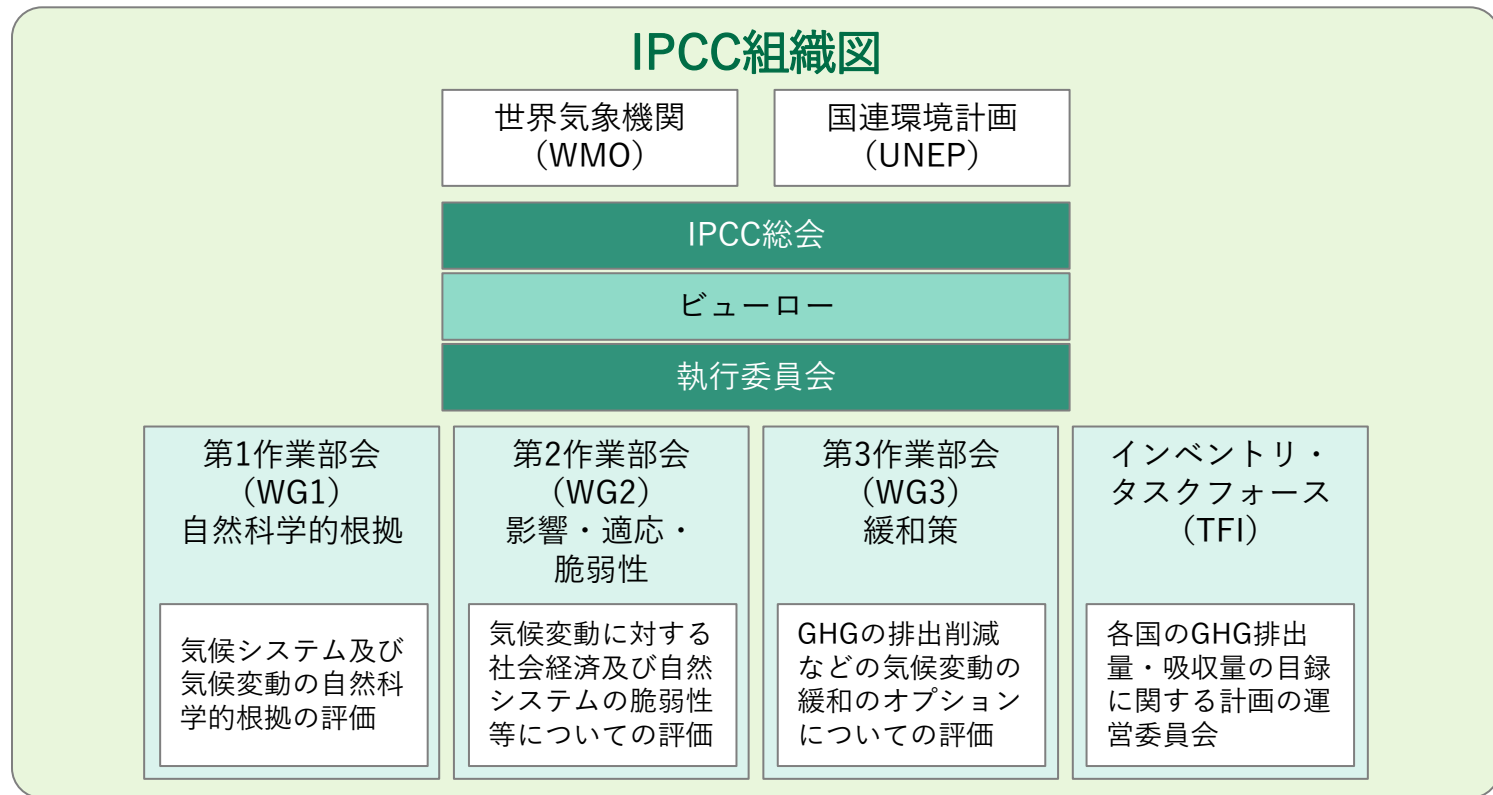 IPCC組織図
世界気象機関
（WMO）
国連環境計画
（UNEP）
IPCC総会
ビューロー
執行委員会
第1作業部会
（WG1）
自然科学的根拠
気候システム及び
気候変動の自然科
学的根拠の評価
第2作業部会
（WG2）
影響・適応・
脆弱性
気候変動に対する
社会経済及び自然
システムの脆弱性
等についての評価
第3作業部会
（WG3）
緩和策
GHGの排出削減
などの気候変動の
緩和のオプション
についての評価
インベントリ・
タスクフォース
（TFI）
各国のGHG排出
量・吸収量の目録
に関する計画の運
営委員会